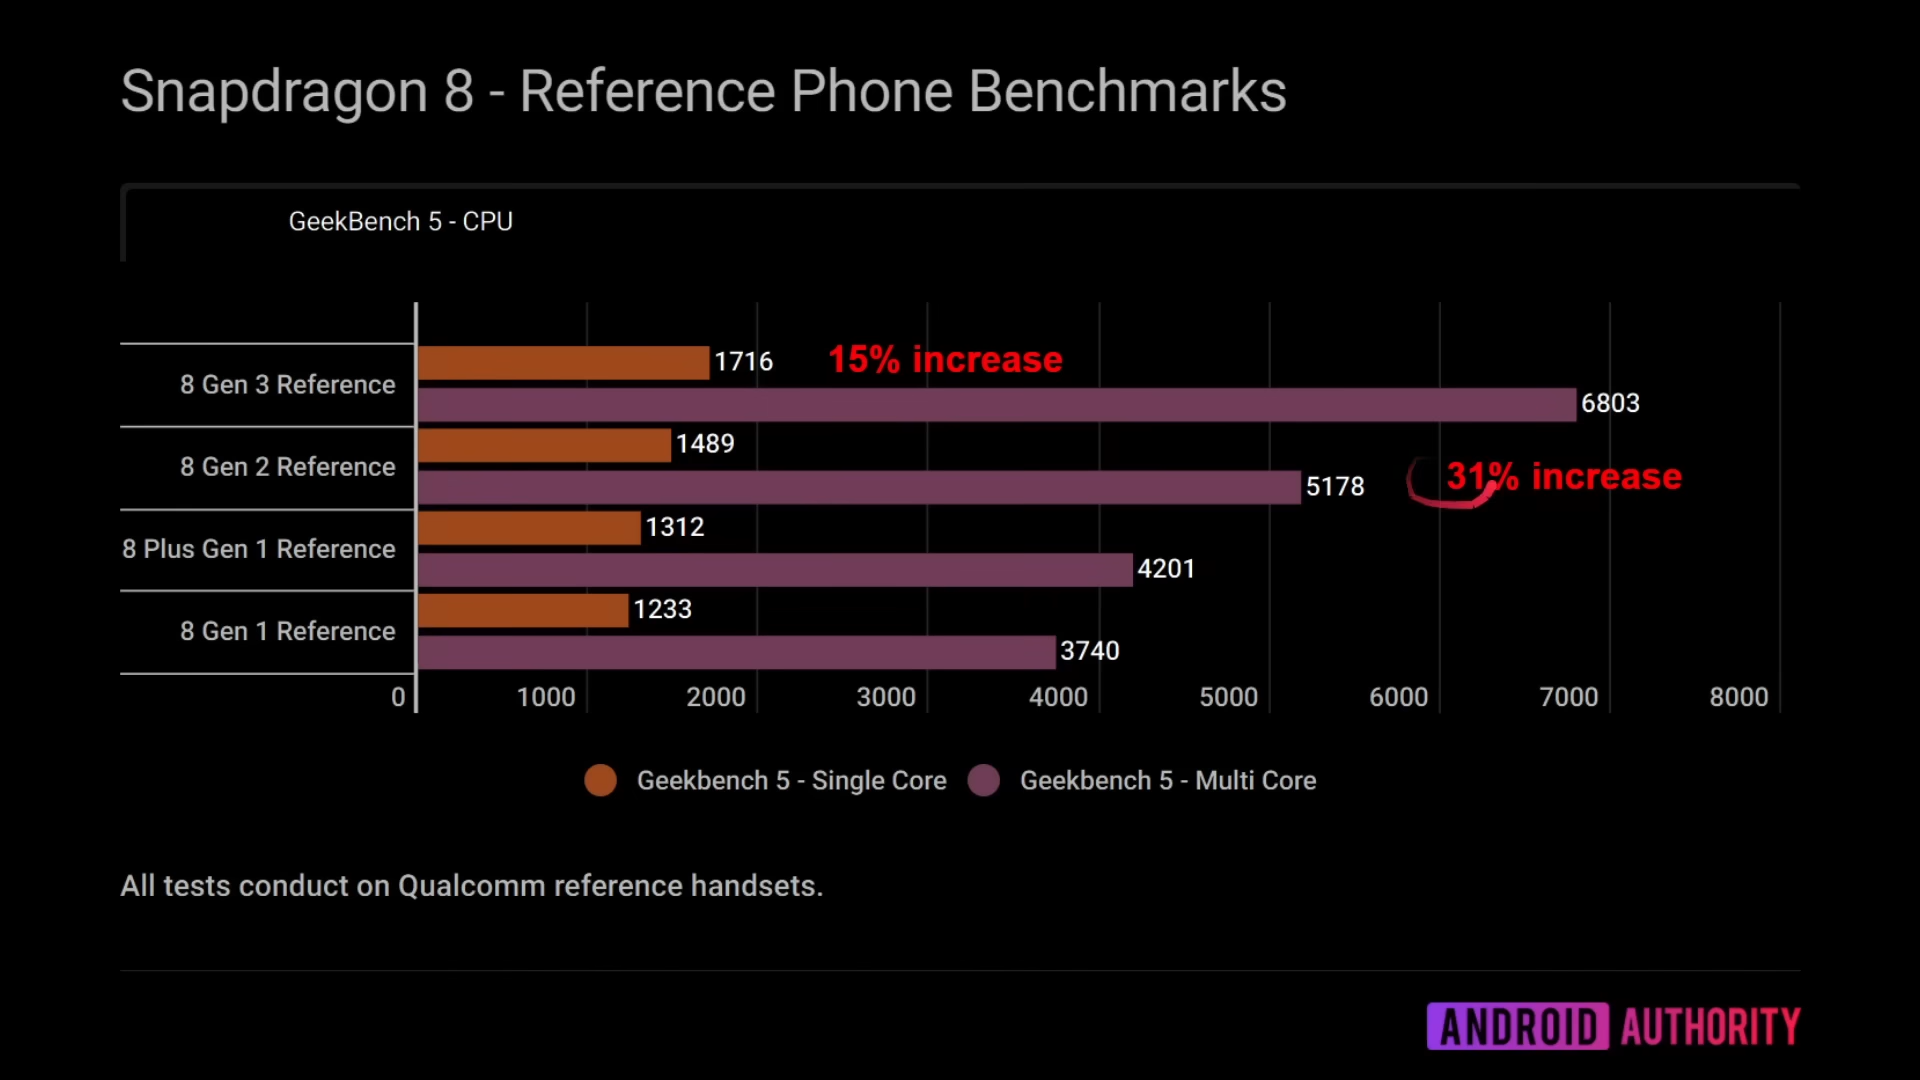 Snapdragon 8 - Reference Phone Benchmarks
GeekBench 5 - CPU
8 Gen 3 Reference
1716
15% increase
6803
8 Gen 2 Reference
1489
5178
31% increase
8 Plus Gen 1 Reference
1312
4201
8 Gen 1 Reference
1233
3740
0 1000 2000 3000 4000 5000 6000 7000 8000
Geekbench 5 - Single Core Geekbench 5 - Multi Core
All tests conduct on Qualcomm reference handsets.
ANDROID AUTHORITY